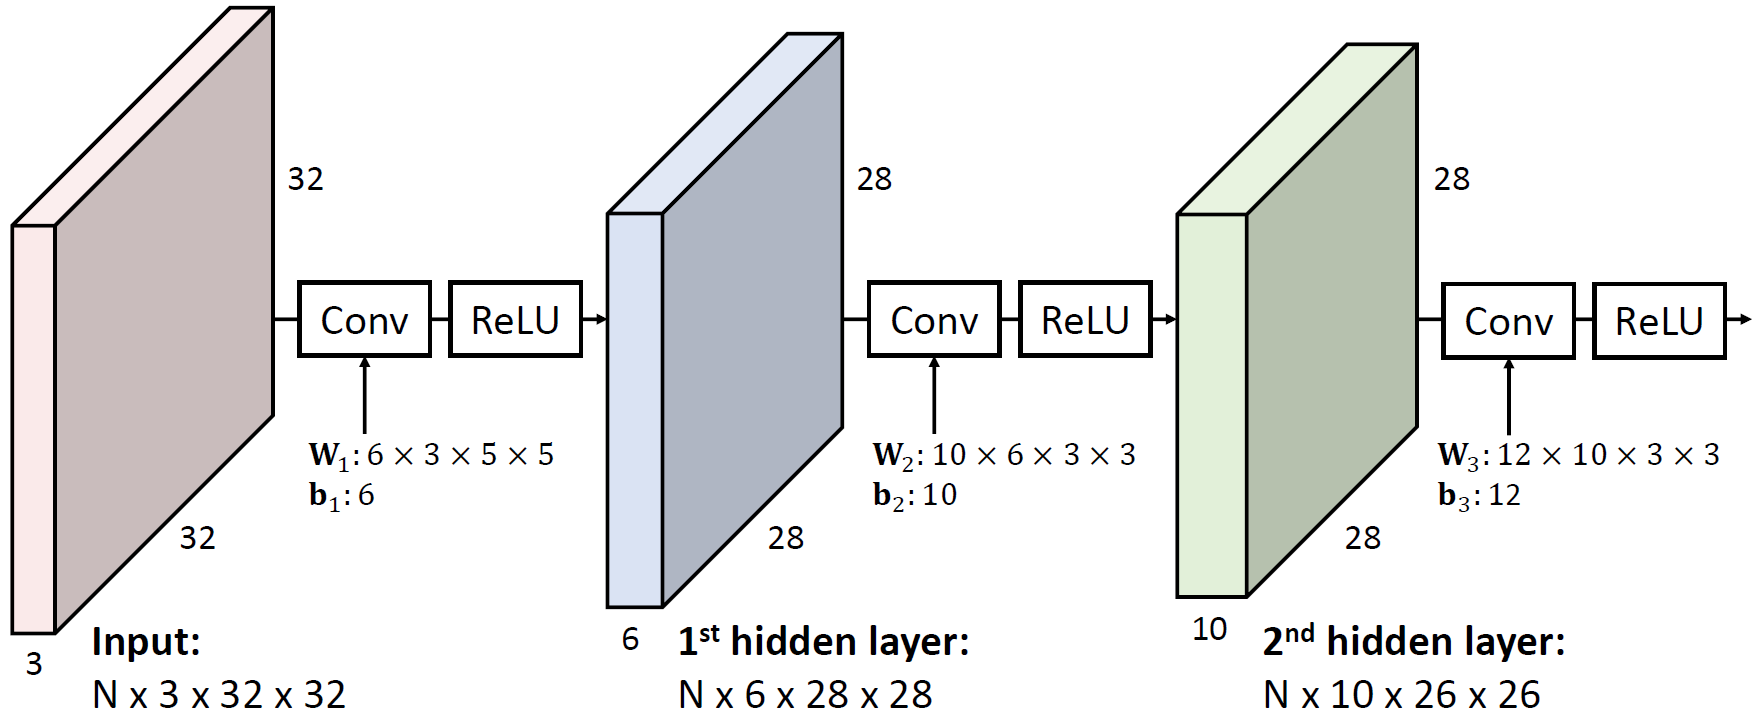 32
32
3
Input:
N x 3 x 32 x 32
Conv
ReLU
W₁: 6 × 3 × 5 × 5
b₁: 6
28
28
6
1st hidden layer:
N x 6 x 28 x 28
Conv
ReLU
W₂: 10 × 6 × 3 × 3
b₂: 10
28
28
10
2nd hidden layer:
N x 10 x 26 x 26
Conv
ReLU
W₃: 12 × 10 × 3 × 3
b₃: 12